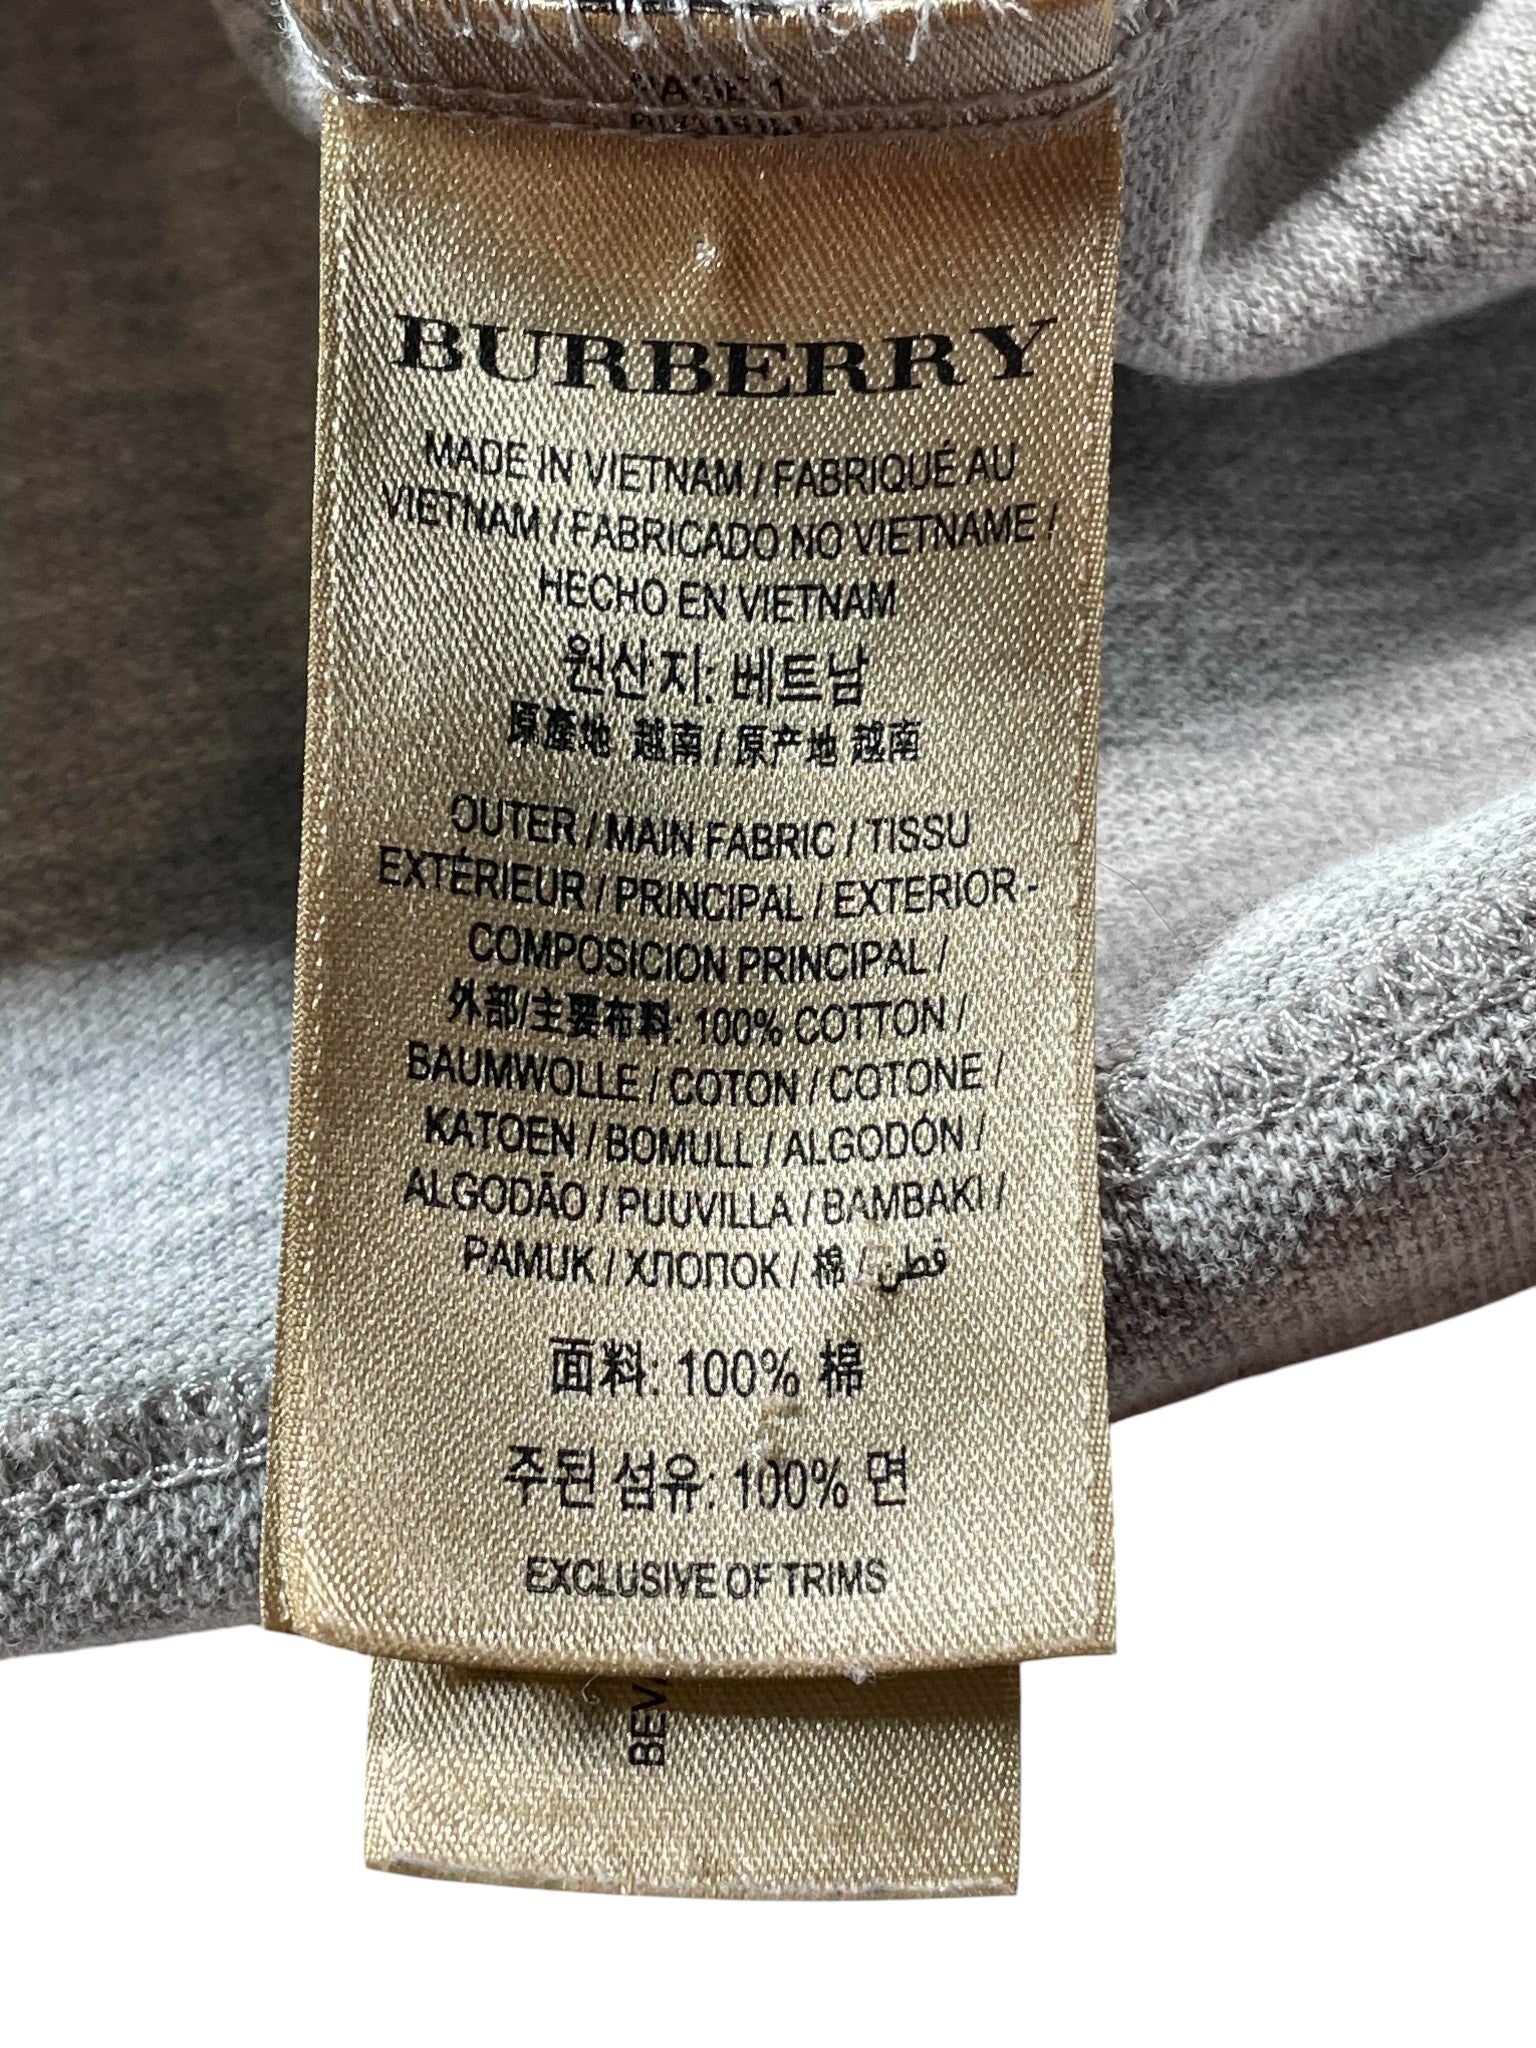 PAGE 1
BURBERRY
MADE IN VIETNAM / FABRIQUÉ AU
VIETNAM / FABRICADO NO VIETNAME /
HECHO EN VIETNAM
원산지: 베트남
原產地 越南 / 原产地 越南
OUTER / MAIN FABRIC / TISSU
EXTÉRIEUR / PRINCIPAL / EXTERIOR -
COMPOSICION PRINCIPAL /
外部/主要布料: 100% COTTON /
BAUMWOLLE / COTON / COTONE /
KATOEN / BOMULL / ALGODÓN /
ALGODÃO / PUUVILLA / BAMBAKI /
PAMUK / ХЛОПОК / 棉 / قطن
面料: 100% 棉
주된 섬유: 100% 면
EXCLUSIVE OF TRIMS